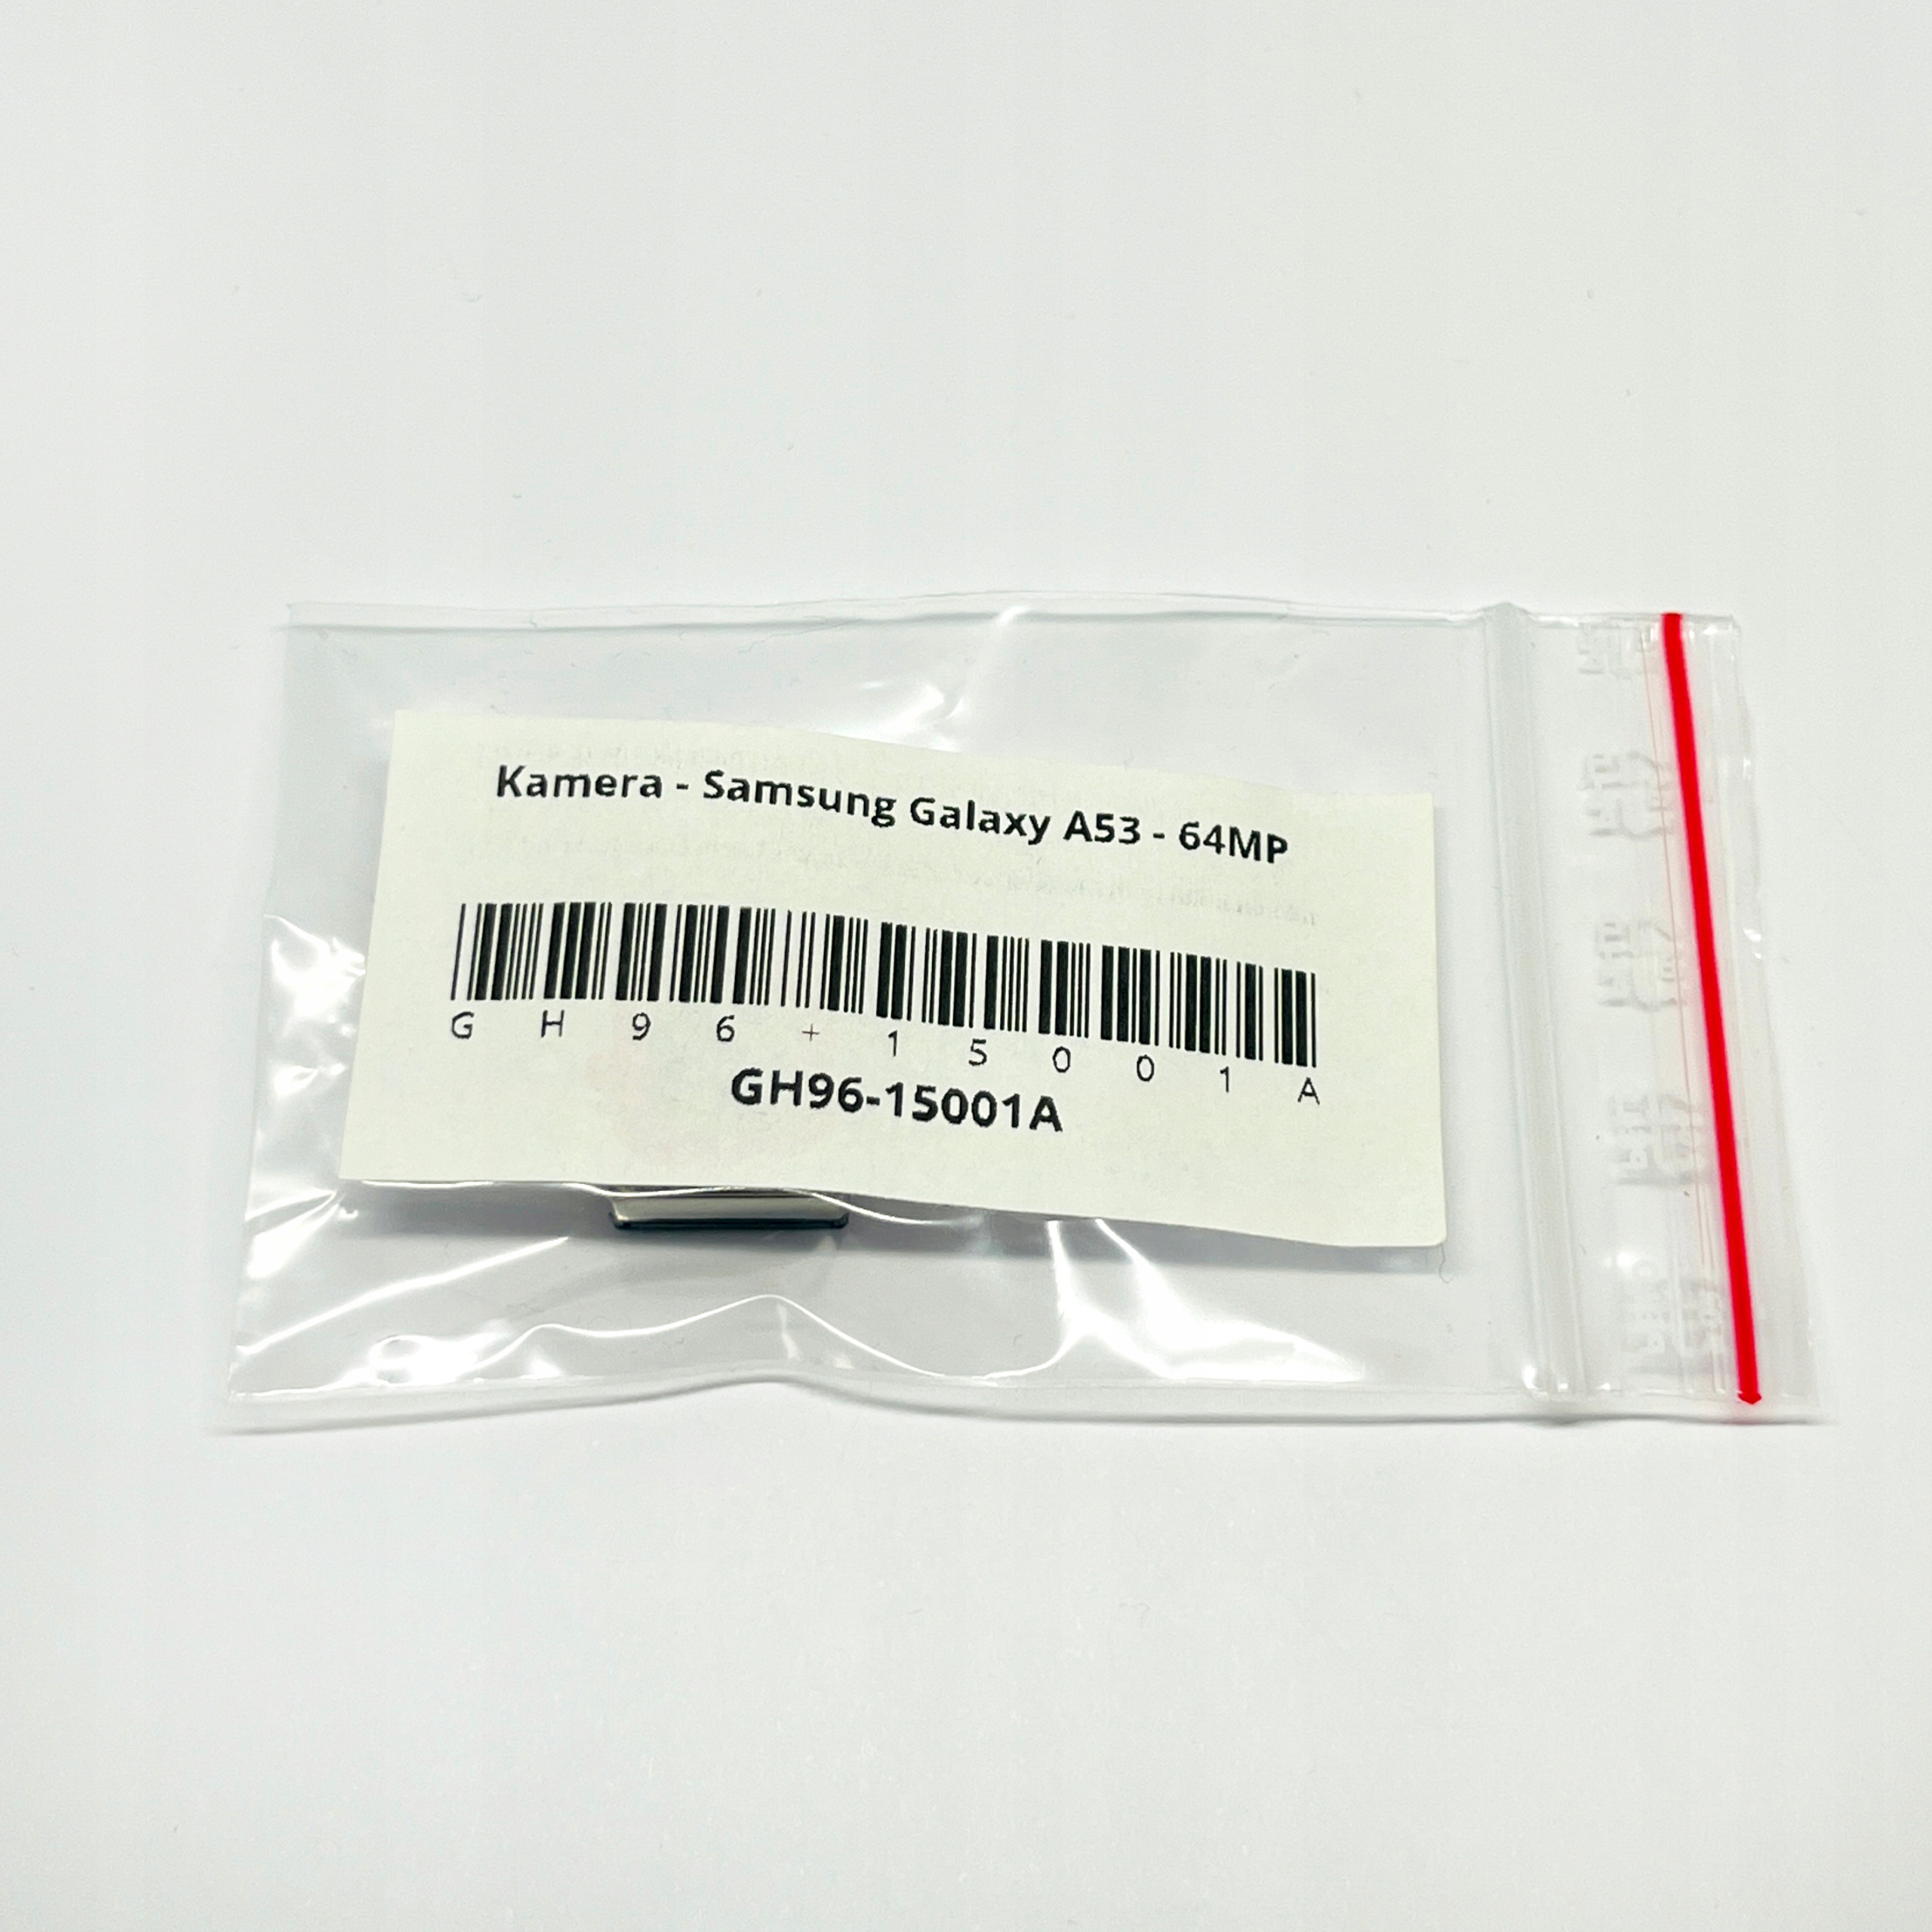 Kamera - Samsung Galaxy A53 - 64MP
G H 9 6 + 1 5 0 0 1 A
GH96-15001A